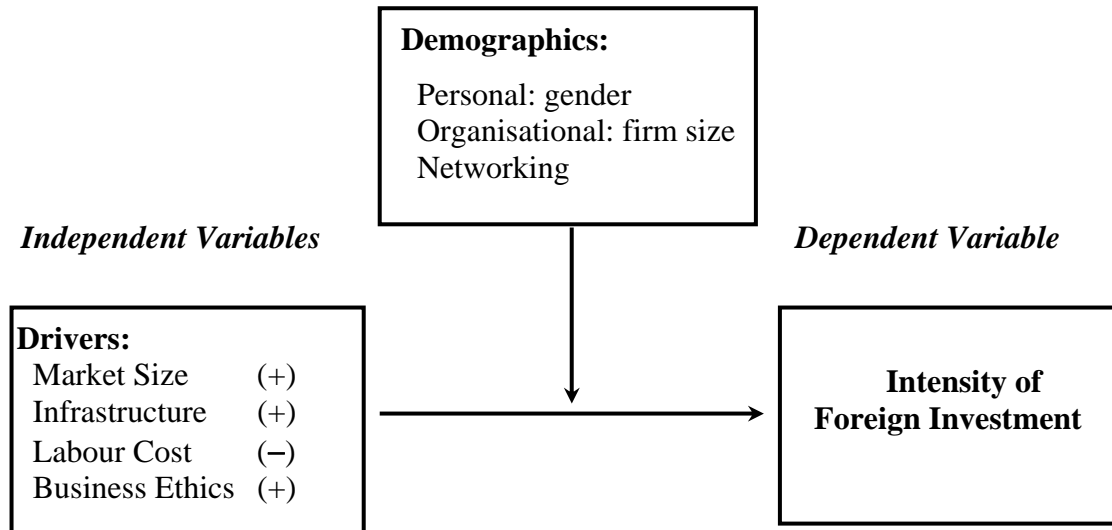 Demographics:
Personal: gender
Organisational: firm size
Networking
Independent Variables
Dependent Variable
Drivers:
Market Size (+)
Infrastructure (+)
Labour Cost (−)
Business Ethics (+)
Intensity of
Foreign Investment